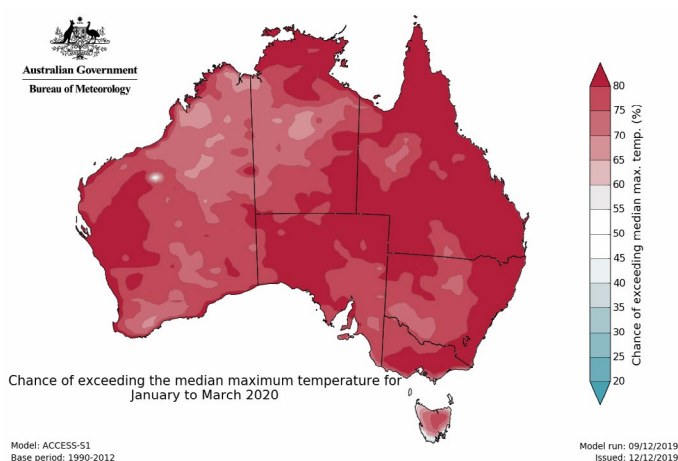 Australian Government
Bureau of Meteorology
80
75
70
65
60
55
50
45
40
35
30
25
20
Chance of exceeding median max. temp. (%)
Chance of exceeding the median maximum temperature for
January to March 2020
Model: ACCESS-S1
Base period: 1990-2012
Model run: 09/12/2019
Issued: 12/12/2019